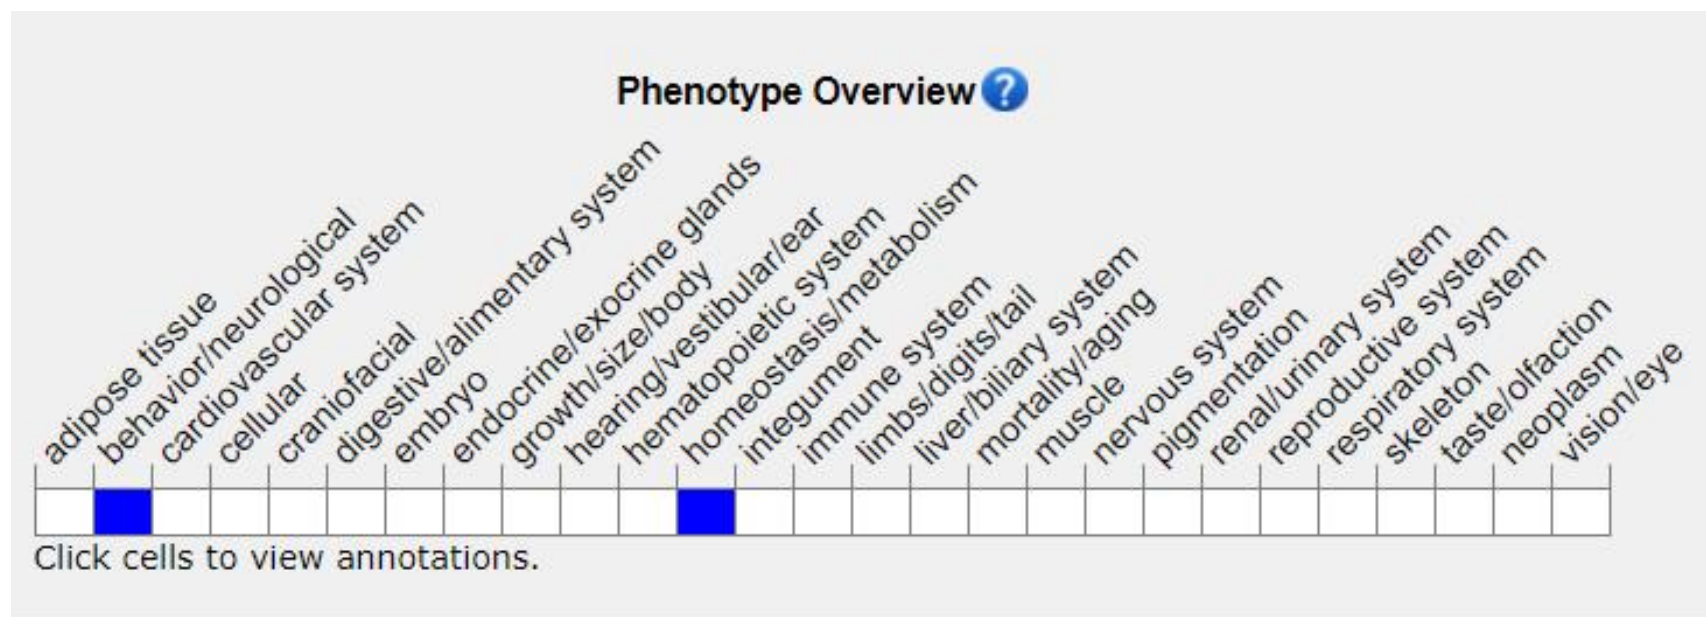 Phenotype Overview ?
adipose tissue
behavior/neurological
cardiovascular system
cellular
craniofacial
digestive/alimentary system
embryo
endocrine/exocrine glands
growth/size/body
hearing/vestibular/ear
hematopoietic system
homeostasis/metabolism
integument
immune system
limbs/digits/tail
liver/biliary system
mortality/aging
muscle
nervous system
pigmentation
renal/urinary system
reproductive system
respiratory system
skeleton
taste/olfaction
neoplasm
vision/eye
Click cells to view annotations.